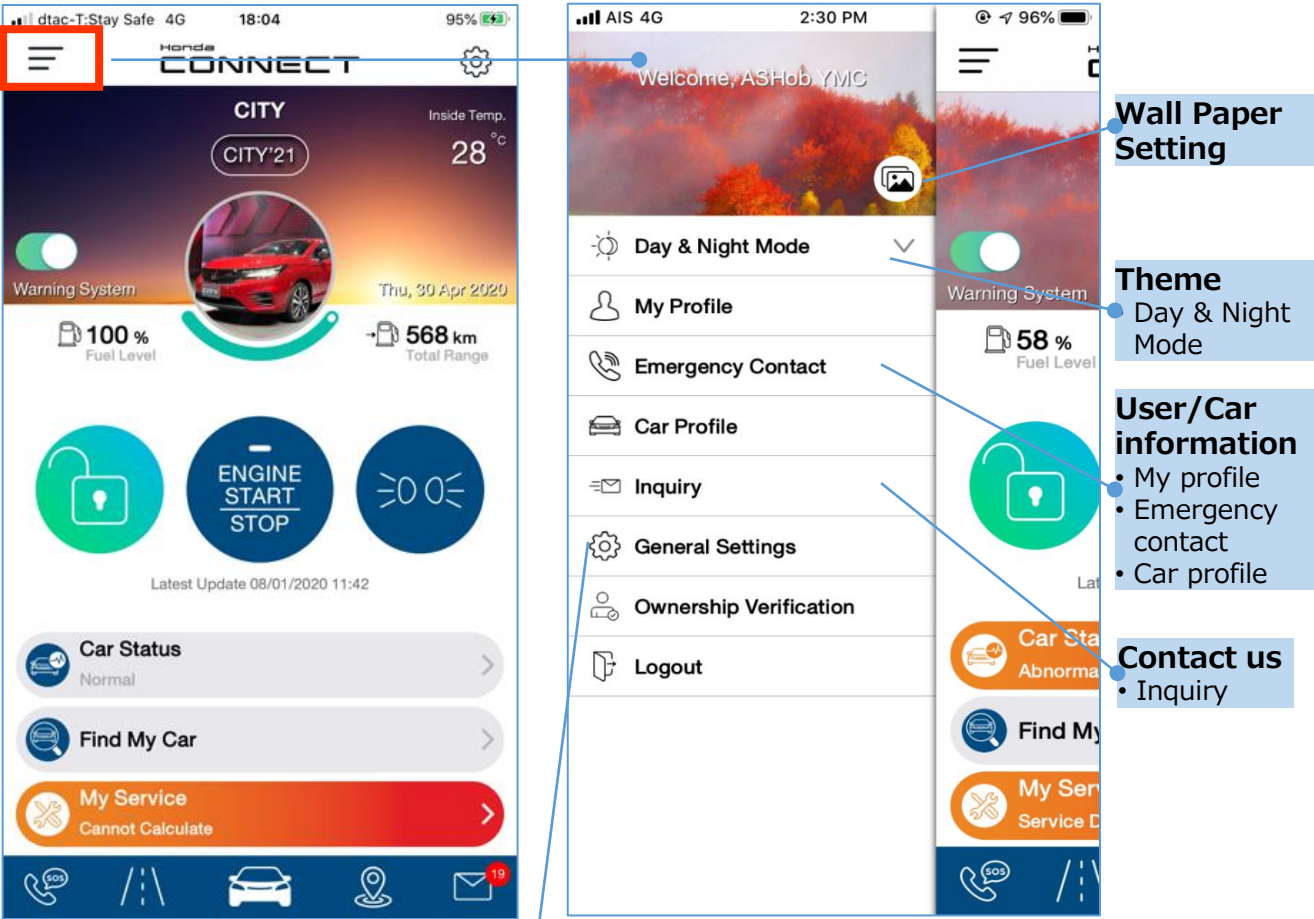 dtac-T:Stay Safe 4G 18:04 95%
Honda
CONNECT
CITY
CITY'21
Inside Temp.
28 °c
Warning System
Thu, 30 Apr 2020
100 %
Fuel Level
568 km
Total Range
ENGINE
START
STOP
Latest Update 08/01/2020 11:42
Car Status
Normal
Find My Car
My Service
Cannot Calculate
SOS
19
AIS 4G 2:30 PM 96%
Welcome, ASHob YMC
Day & Night Mode
My Profile
Emergency Contact
Car Profile
Inquiry
General Settings
Ownership Verification
Logout
H
C
Warning System
58 %
Fuel Level
Lat
Car Sta
Abnorma
Find My
My Serv
Service D
SOS
Wall Paper
Setting
Theme
• Day & Night
Mode
User/Car
information
• My profile
• Emergency
contact
• Car profile
Contact us
• Inquiry